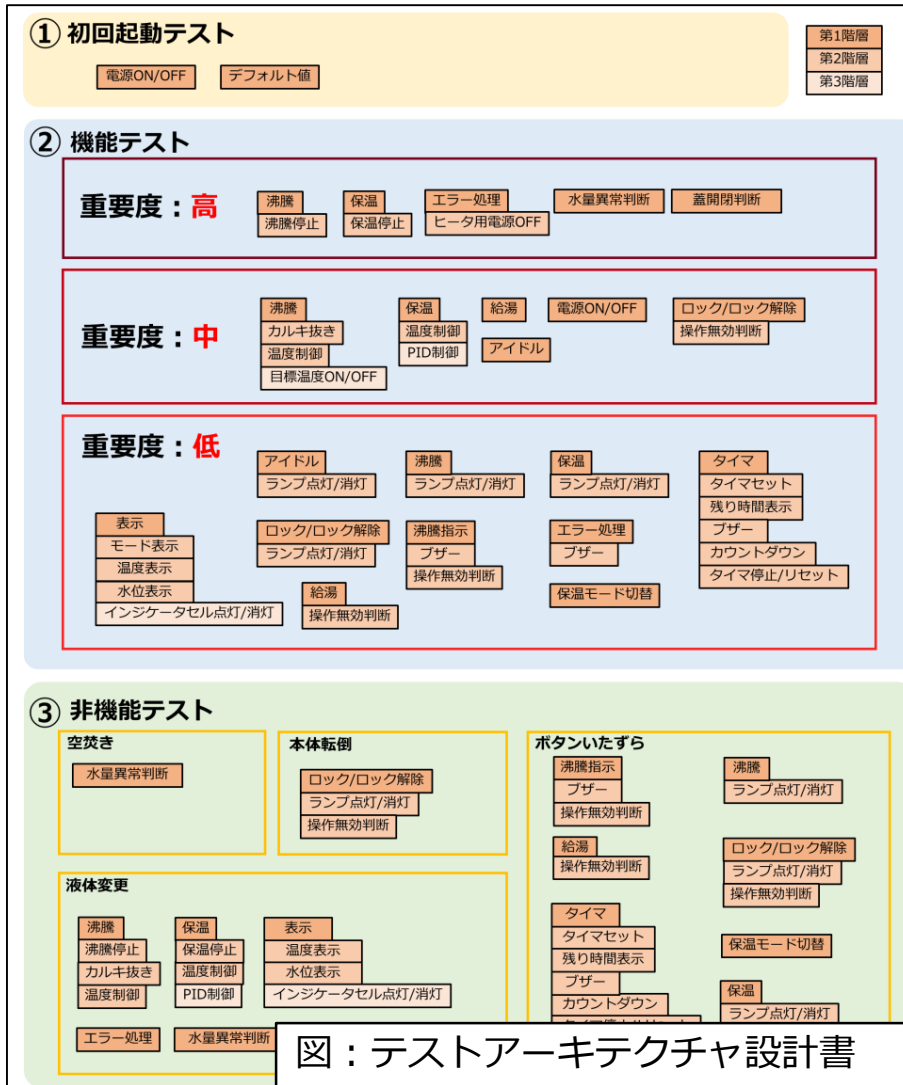 ① 初回起動テスト
電源ON/OFF
デフォルト値
第1階層
第2階層
第3階層
② 機能テスト
重要度：高
沸騰
沸騰停止
保温
保温停止
エラー処理
ヒータ用電源OFF
水量異常判断
蓋開閉判断
重要度：中
沸騰
カルキ抜き
温度制御
目標温度ON/OFF
保温
温度制御
PID制御
給湯
アイドル
電源ON/OFF
ロック/ロック解除
操作無効判断
重要度：低
アイドル
ランプ点灯/消灯
沸騰
ランプ点灯/消灯
保温
ランプ点灯/消灯
タイマ
タイマセット
残り時間表示
ブザー
カウントダウン
タイマ停止/リセット
表示
モード表示
温度表示
水位表示
インジケータセル点灯/消灯
ロック/ロック解除
ランプ点灯/消灯
沸騰指示
ブザー
操作無効判断
エラー処理
ブザー
給湯
操作無効判断
保温モード切替
③ 非機能テスト
空焚き
水量異常判断
本体転倒
ロック/ロック解除
ランプ点灯/消灯
操作無効判断
ボタンいたずら
沸騰指示
ブザー
操作無効判断
沸騰
ランプ点灯/消灯
給湯
操作無効判断
ロック/ロック解除
ランプ点灯/消灯
操作無効判断
タイマ
タイマセット
残り時間表示
ブザー
カウントダウン
保温モード切替
保温
ランプ点灯/消灯
液体変更
沸騰
沸騰停止
カルキ抜き
温度制御
保温
保温停止
温度制御
PID制御
表示
温度表示
水位表示
インジケータセル点灯/消灯
エラー処理
水量異常判断
図：テストアーキテクチャ設計書